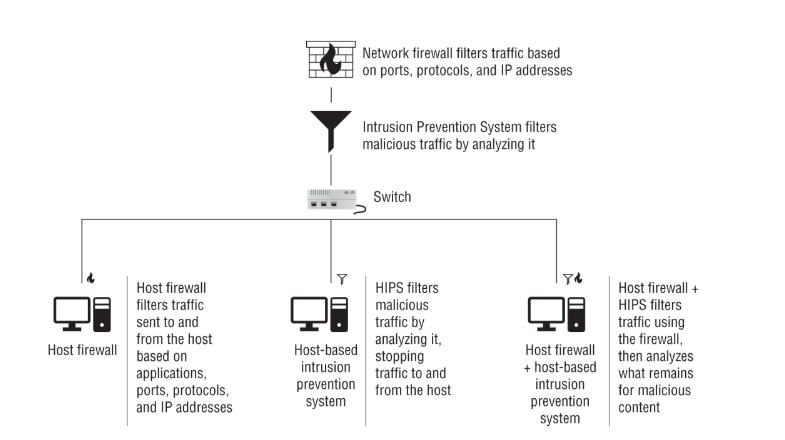 Network firewall filters traffic based
on ports, protocols, and IP addresses
Intrusion Prevention System filters
malicious traffic by analyzing it
Switch
Host firewall
Host firewall
filters traffic
sent to and
from the host
based on
applications,
ports, protocols,
and IP addresses
Host-based
intrusion
prevention
system
HIPS filters
malicious
traffic by
analyzing it,
stopping
traffic to and
from the host
Host firewall
+ host-based
intrusion
prevention
system
Host firewall +
HIPS filters
traffic using
the firewall,
then analyzes
what remains
for malicious
content